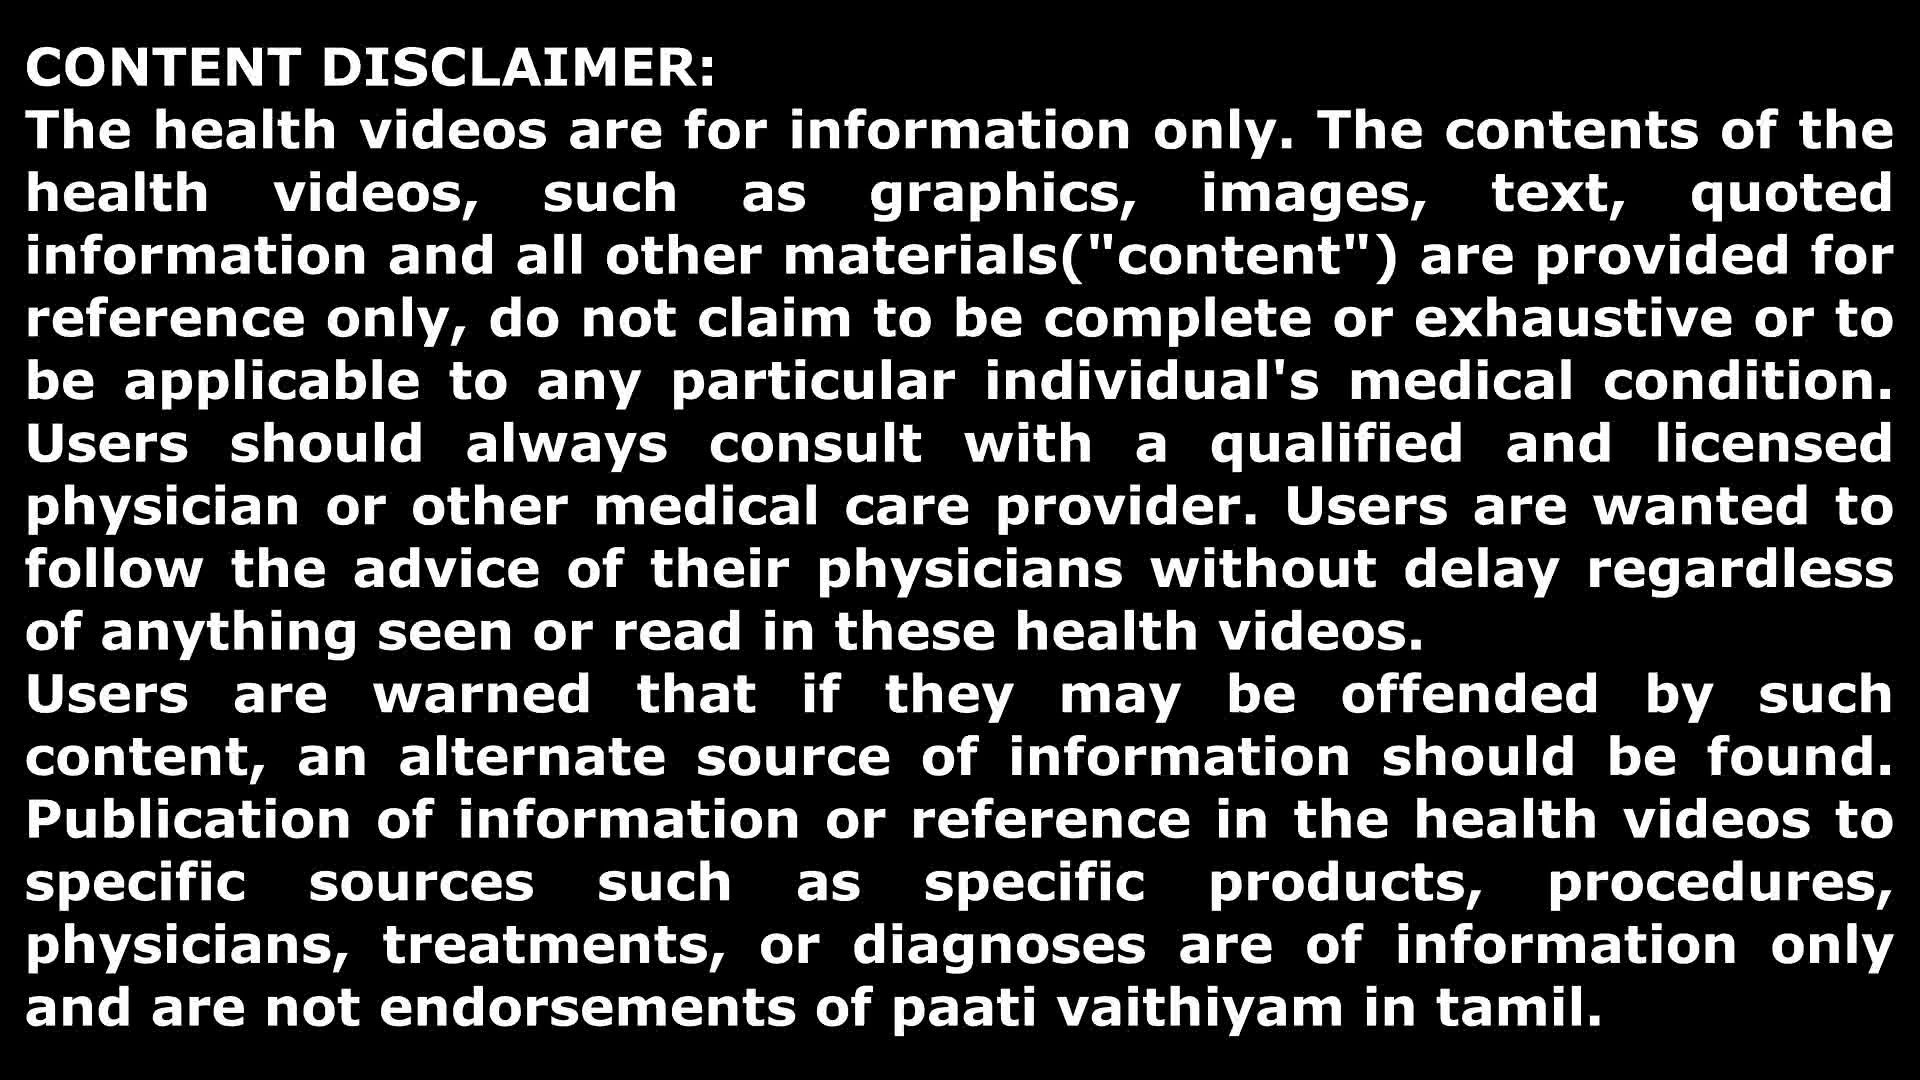 CONTENT DISCLAIMER:
The health videos are for information only. The contents of the
health videos, such as graphics, images, text, quoted
information and all other materials("content") are provided for
reference only, do not claim to be complete or exhaustive or to
be applicable to any particular individual's medical condition.
Users should always consult with a qualified and licensed
physician or other medical care provider. Users are wanted to
follow the advice of their physicians without delay regardless
of anything seen or read in these health videos.
Users are warned that if they may be offended by such
content, an alternate source of information should be found.
Publication of information or reference in the health videos to
specific sources such as specific products, procedures,
physicians, treatments, or diagnoses are of information only
and are not endorsements of paati vaithiyam in tamil.